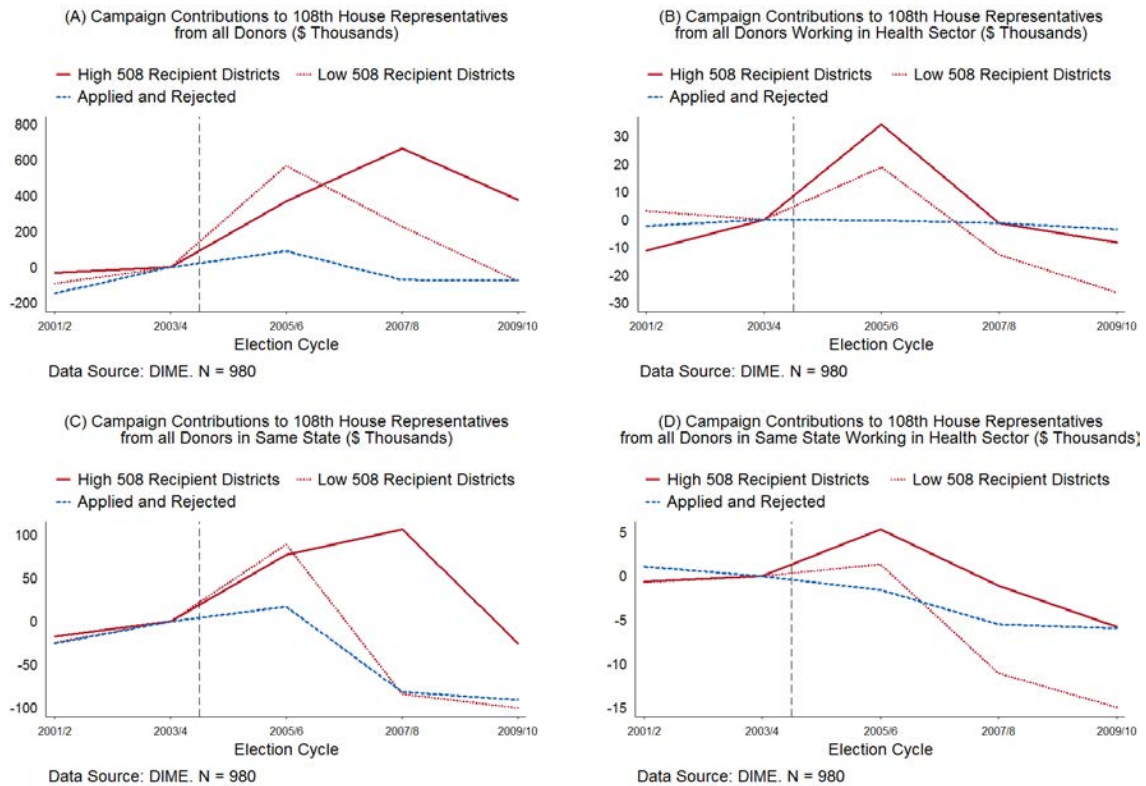 (A) Campaign Contributions to 108th House Representatives
from all Donors ($ Thousands)
High 508 Recipient Districts
Low 508 Recipient Districts
Applied and Rejected
800
600
400
200
0
-200
2001/2
2003/4
2005/6
2007/8
2009/10
Election Cycle
Data Source: DIME. N = 980
(B) Campaign Contributions to 108th House Representatives
from all Donors Working in Health Sector ($ Thousands)
High 508 Recipient Districts
Low 508 Recipient Districts
Applied and Rejected
30
20
10
0
-10
-20
-30
2001/2
2003/4
2005/6
2007/8
2009/10
Election Cycle
Data Source: DIME. N = 980
(C) Campaign Contributions to 108th House Representatives
from all Donors in Same State ($ Thousands)
High 508 Recipient Districts
Low 508 Recipient Districts
Applied and Rejected
100
50
0
-50
-100
2001/2
2003/4
2005/6
2007/8
2009/10
Election Cycle
Data Source: DIME. N = 980
(D) Campaign Contributions to 108th House Representatives
from all Donors in Same State Working in Health Sector ($ Thousands)
High 508 Recipient Districts
Low 508 Recipient Districts
Applied and Rejected
5
0
-5
-10
-15
2001/2
2003/4
2005/6
2007/8
2009/10
Election Cycle
Data Source: DIME. N = 980